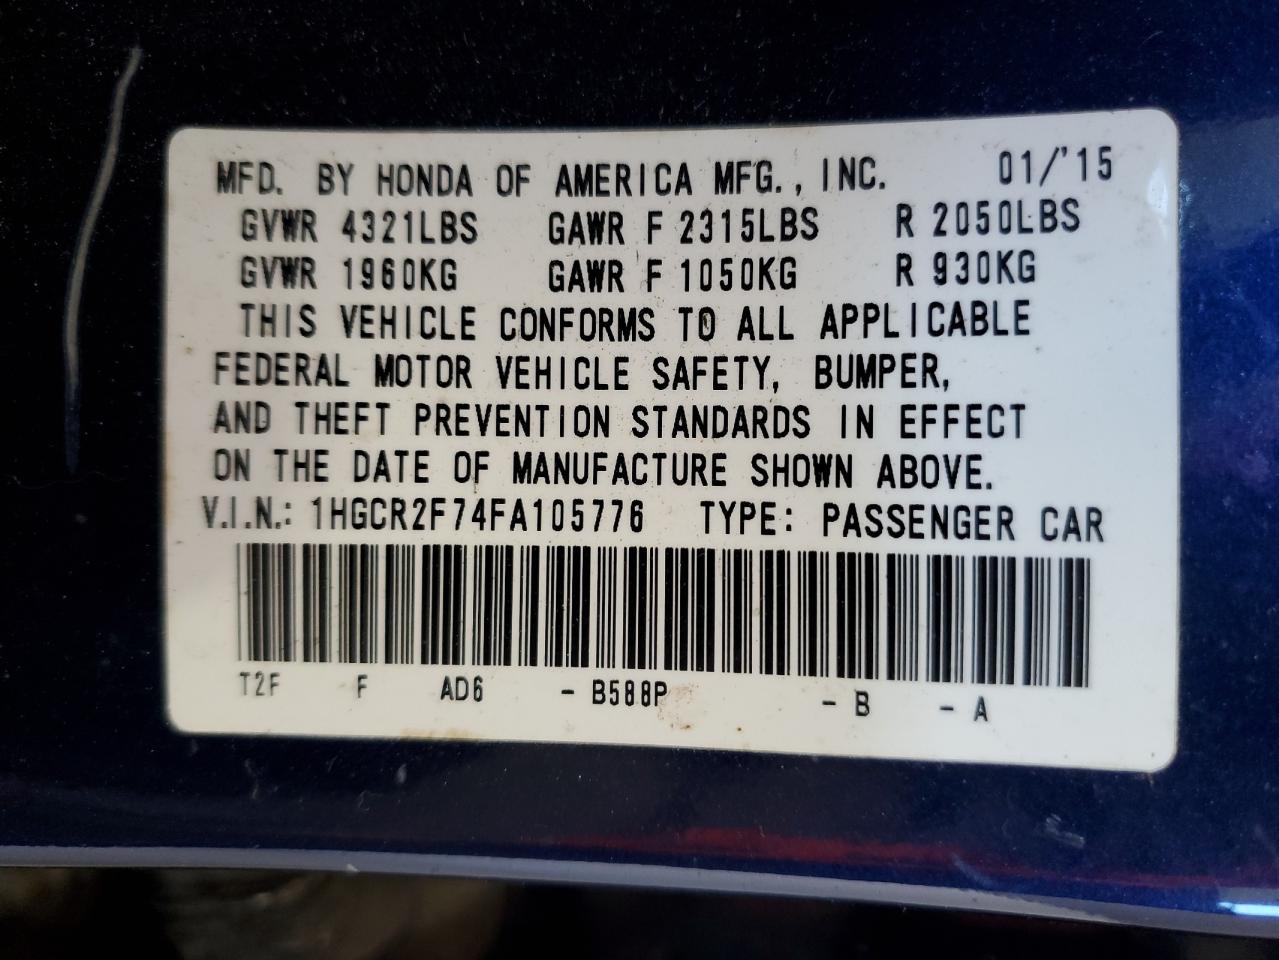 MFD. BY HONDA OF AMERICA MFG., INC. 01/'15
GVWR 4321LBS GAWR F 2315LBS R 2050LBS
GVWR 1960KG GAWR F 1050KG R 930KG
THIS VEHICLE CONFORMS TO ALL APPLICABLE
FEDERAL MOTOR VEHICLE SAFETY, BUMPER,
AND THEFT PREVENTION STANDARDS IN EFFECT
ON THE DATE OF MANUFACTURE SHOWN ABOVE.
V.I.N.: 1HGCR2F74FA105776 TYPE: PASSENGER CAR
T2F F AD6 - B588P - B - A